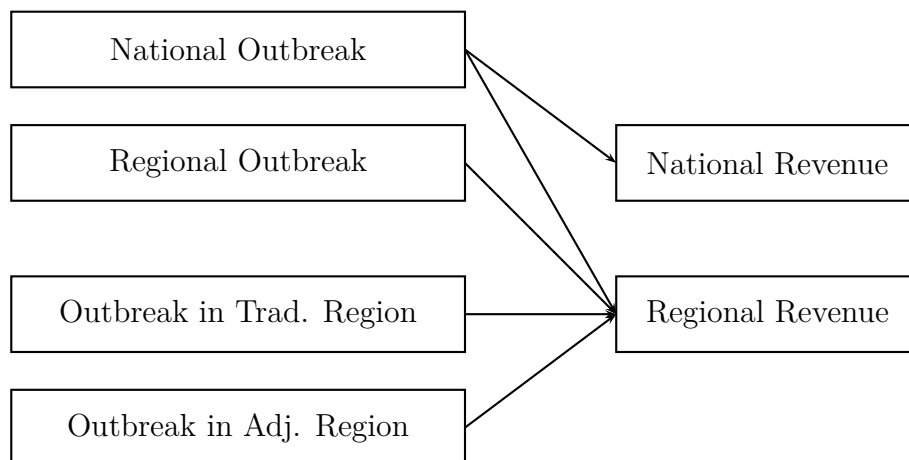 National Outbreak
Regional Outbreak
National Revenue
Outbreak in Trad. Region
Regional Revenue
Outbreak in Adj. Region